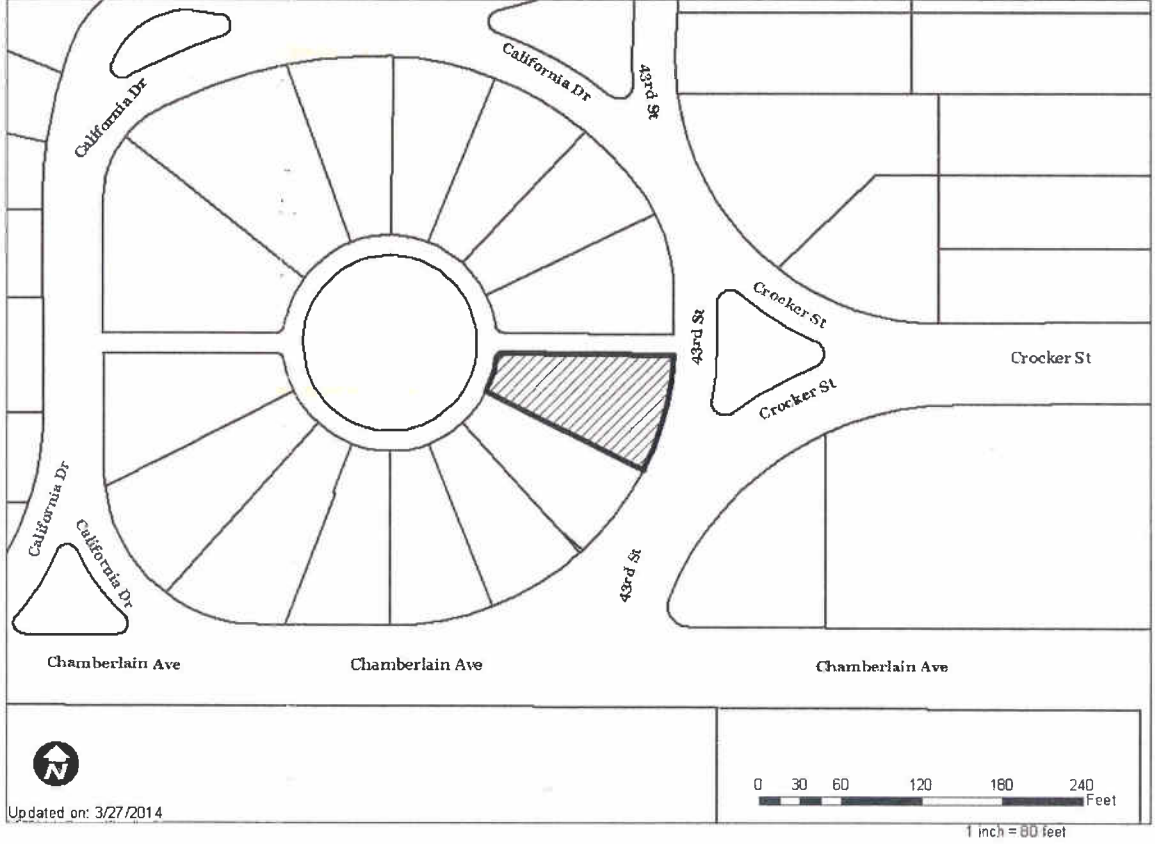 California Dr
California Dr
43rd St
43rd St
Crocker St
Crocker St
Crocker St
California Dr
California Dr
43rd St
Chamberlain Ave
Chamberlain Ave
Chamberlain Ave
N
0 30 60 120 180 240
Feet
Updated on: 3/27/2014
1 inch = 80 feet